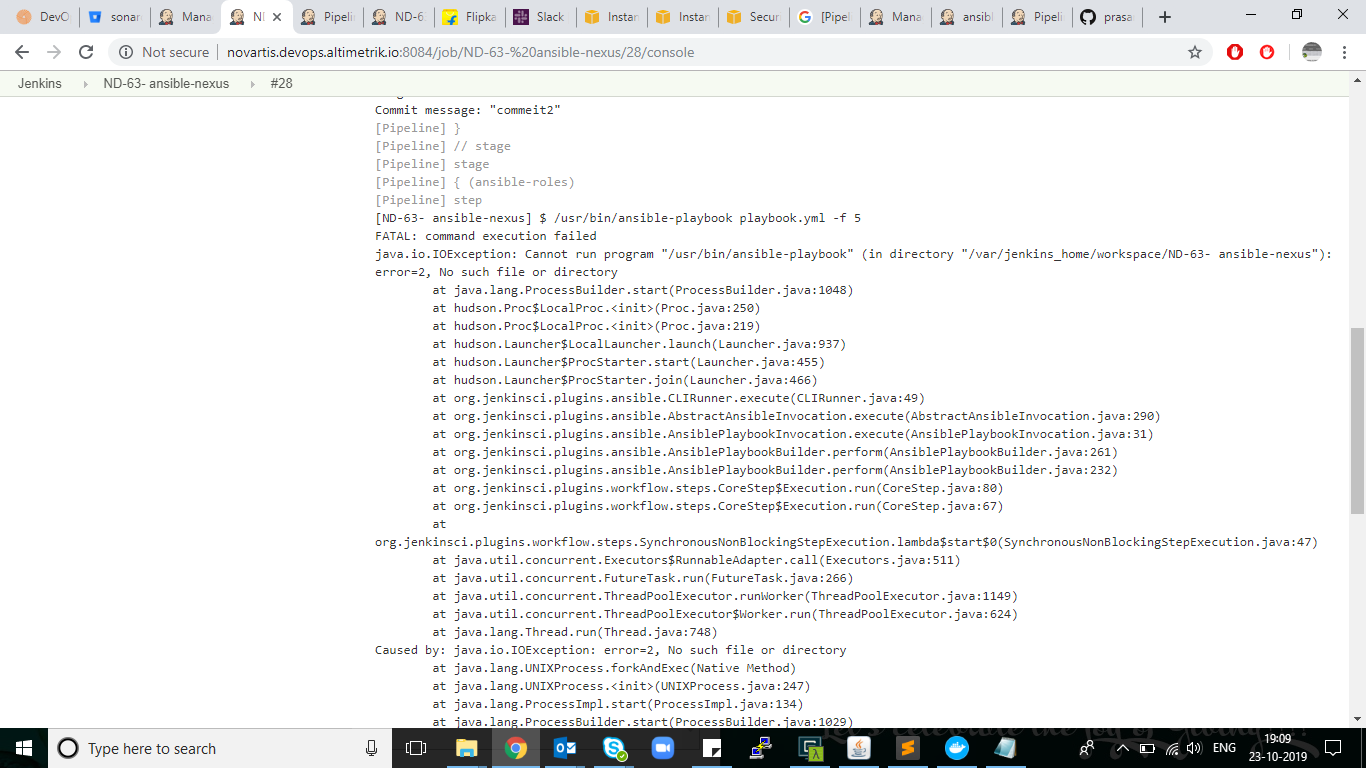 DevO
sonar
Mana
ND
Pipeli
ND-6
Flipka
Slack
Instan
Instan
Secur
[Pipel
Mana
ansibl
Pipeli
prasa
Not secure
novartis.devops.altimetrik.io:8084/job/ND-63-%20ansible-nexus/28/console
Jenkins
ND-63- ansible-nexus
#28
Commit message: "commeit2"
[Pipeline] }
[Pipeline] // stage
[Pipeline] stage
[Pipeline] { (ansible-roles)
[Pipeline] step
[ND-63- ansible-nexus] $ /usr/bin/ansible-playbook playbook.yml -f 5
FATAL: command execution failed
java.io.IOException: Cannot run program "/usr/bin/ansible-playbook" (in directory "/var/jenkins_home/workspace/ND-63- ansible-nexus"):
error=2, No such file or directory
at java.lang.ProcessBuilder.start(ProcessBuilder.java:1048)
at hudson.Proc$LocalProc.<init>(Proc.java:250)
at hudson.Proc$LocalProc.<init>(Proc.java:219)
at hudson.Launcher$LocalLauncher.launch(Launcher.java:937)
at hudson.Launcher$ProcStarter.start(Launcher.java:455)
at hudson.Launcher$ProcStarter.join(Launcher.java:466)
at org.jenkinsci.plugins.ansible.CLIRunner.execute(CLIRunner.java:49)
at org.jenkinsci.plugins.ansible.AbstractAnsibleInvocation.execute(AbstractAnsibleInvocation.java:290)
at org.jenkinsci.plugins.ansible.AnsiblePlaybookInvocation.execute(AnsiblePlaybookInvocation.java:31)
at org.jenkinsci.plugins.ansible.AnsiblePlaybookBuilder.perform(AnsiblePlaybookBuilder.java:261)
at org.jenkinsci.plugins.ansible.AnsiblePlaybookBuilder.perform(AnsiblePlaybookBuilder.java:232)
at org.jenkinsci.plugins.workflow.steps.CoreStep$Execution.run(CoreStep.java:80)
at org.jenkinsci.plugins.workflow.steps.CoreStep$Execution.run(CoreStep.java:67)
at
org.jenkinsci.plugins.workflow.steps.SynchronousNonBlockingStepExecution.lambda$start$0(SynchronousNonBlockingStepExecution.java:47)
at java.util.concurrent.Executors$RunnableAdapter.call(Executors.java:511)
at java.util.concurrent.FutureTask.run(FutureTask.java:266)
at java.util.concurrent.ThreadPoolExecutor.runWorker(ThreadPoolExecutor.java:1149)
at java.util.concurrent.ThreadPoolExecutor$Worker.run(ThreadPoolExecutor.java:624)
at java.lang.Thread.run(Thread.java:748)
Caused by: java.io.IOException: error=2, No such file or directory
at java.lang.UNIXProcess.forkAndExec(Native Method)
at java.lang.UNIXProcess.<init>(UNIXProcess.java:247)
at java.lang.ProcessImpl.start(ProcessImpl.java:134)
at java.lang.ProcessBuilder.start(ProcessBuilder.java:1029)
Type here to search
ENG
19:09
23-10-2019